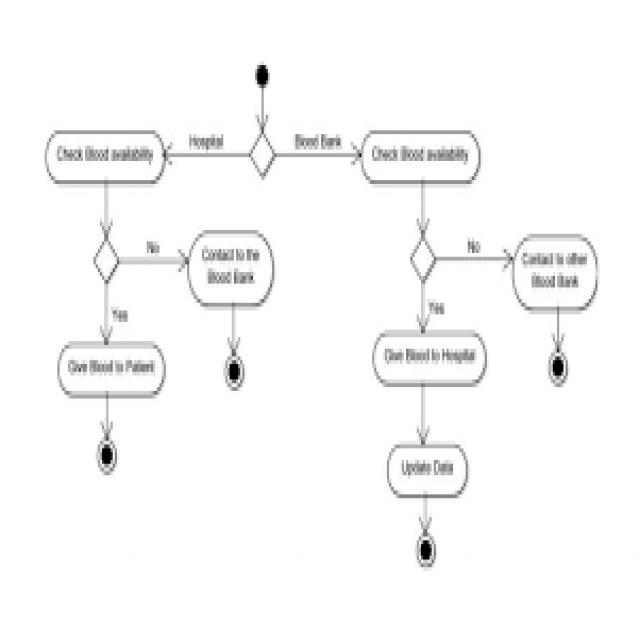 Hospital
Blood Bank
Check Blood availability
Check Blood availability
No
Contact to the
Blood Bank
No
Contact to other
Blood Bank
Yes
Yes
Give Blood to Patient
Give Blood to Hospital
Update Data